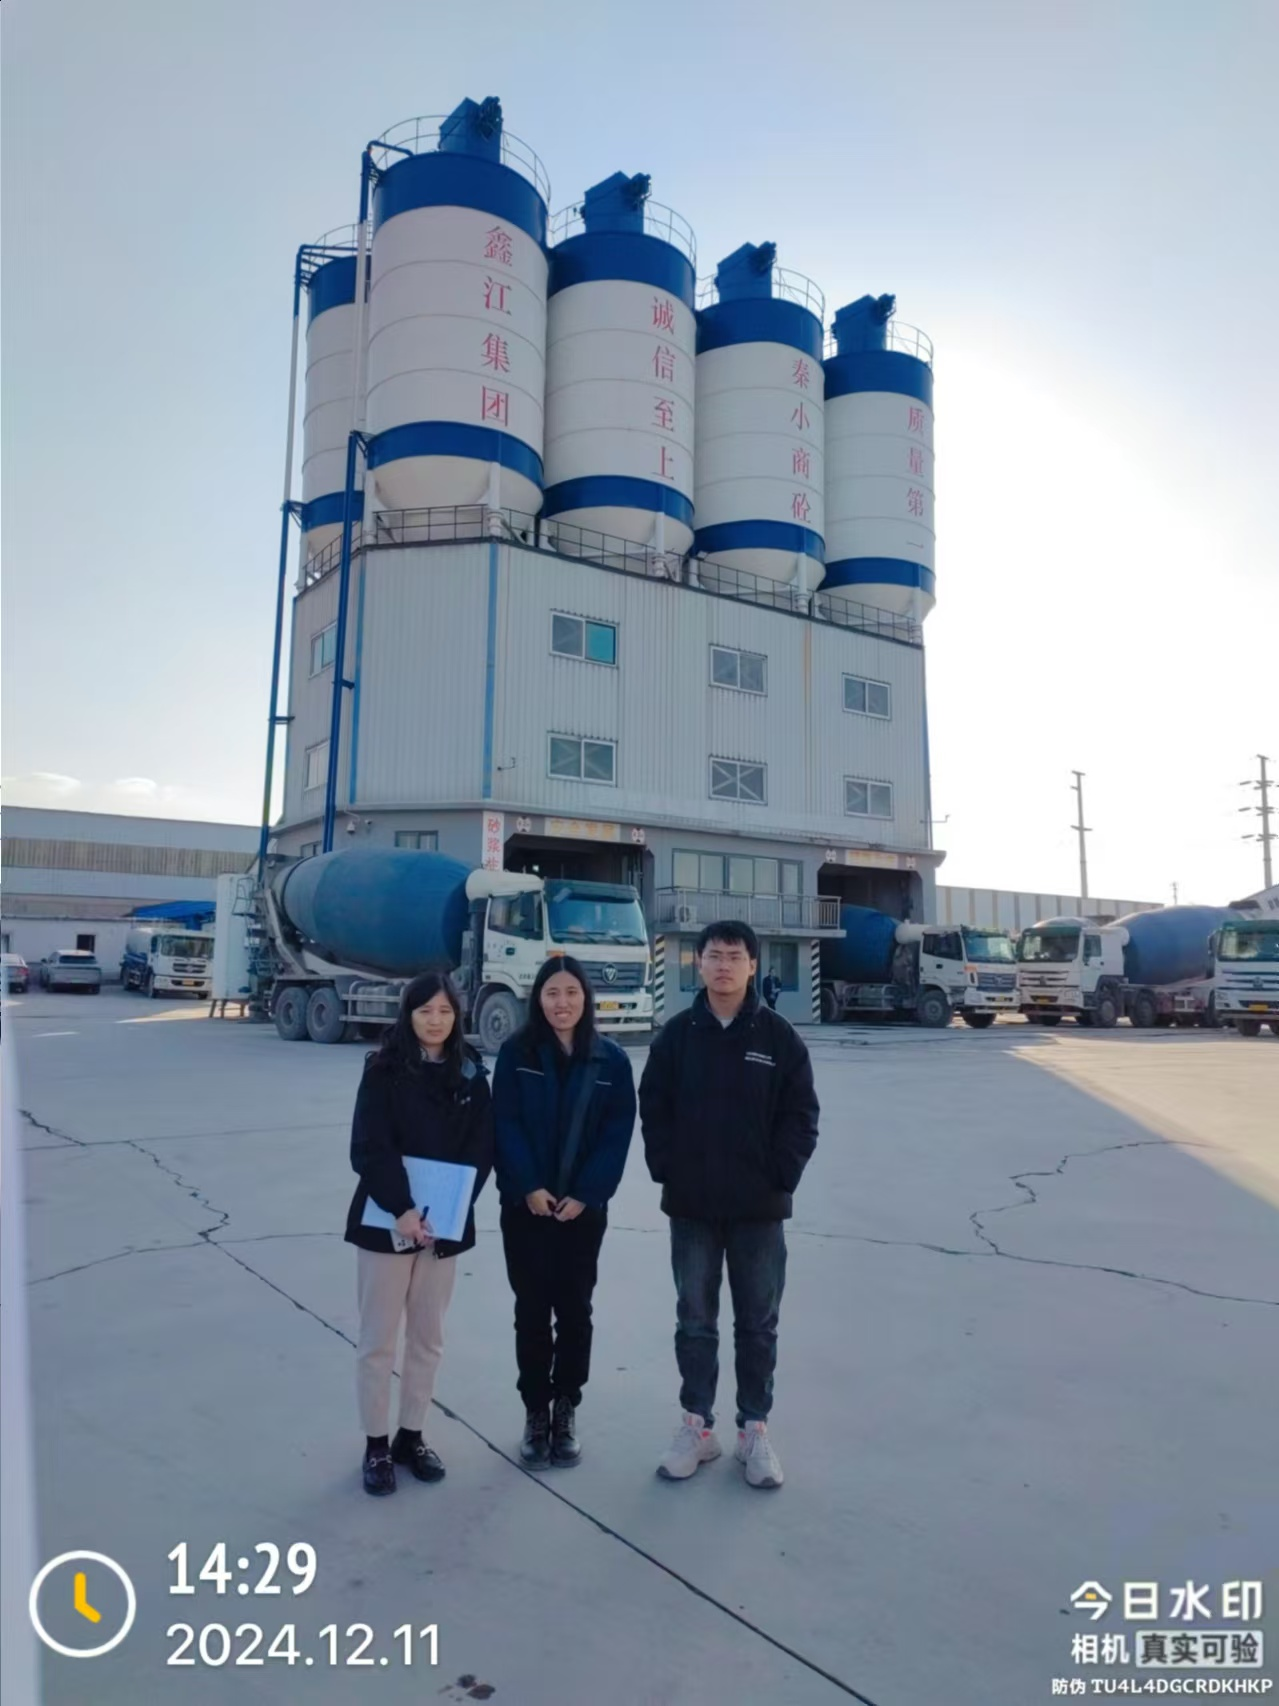 鑫江集团
诚信至上
秦小商砼
质量第一
砂浆
14:29
2024.12.11
今日水印
相机 真实可验
防伪 TU4L4DGCRDKHKP